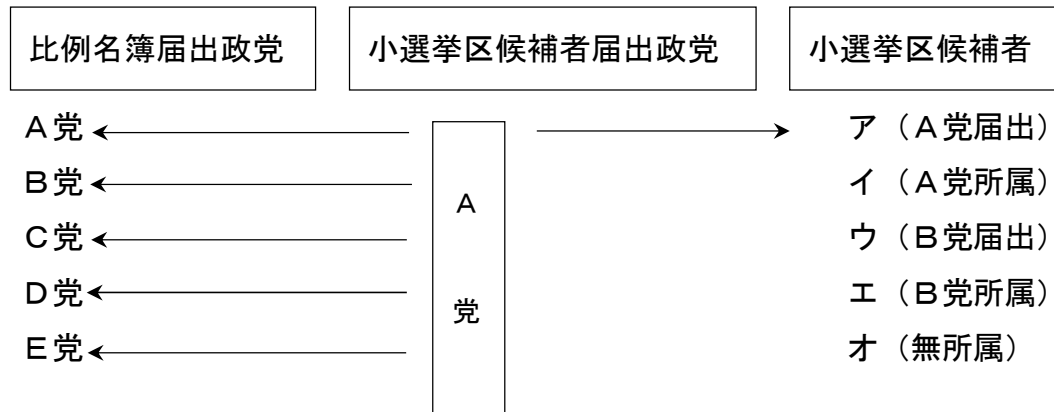 比例名簿届出政党 小選挙区候補者届出政党 小選挙区候補者
A党 ア（A党届出）
B党 イ（A党所属）
A
C党 ウ（B党届出）
D党 エ（B党所属）
党
E党 オ（無所属）